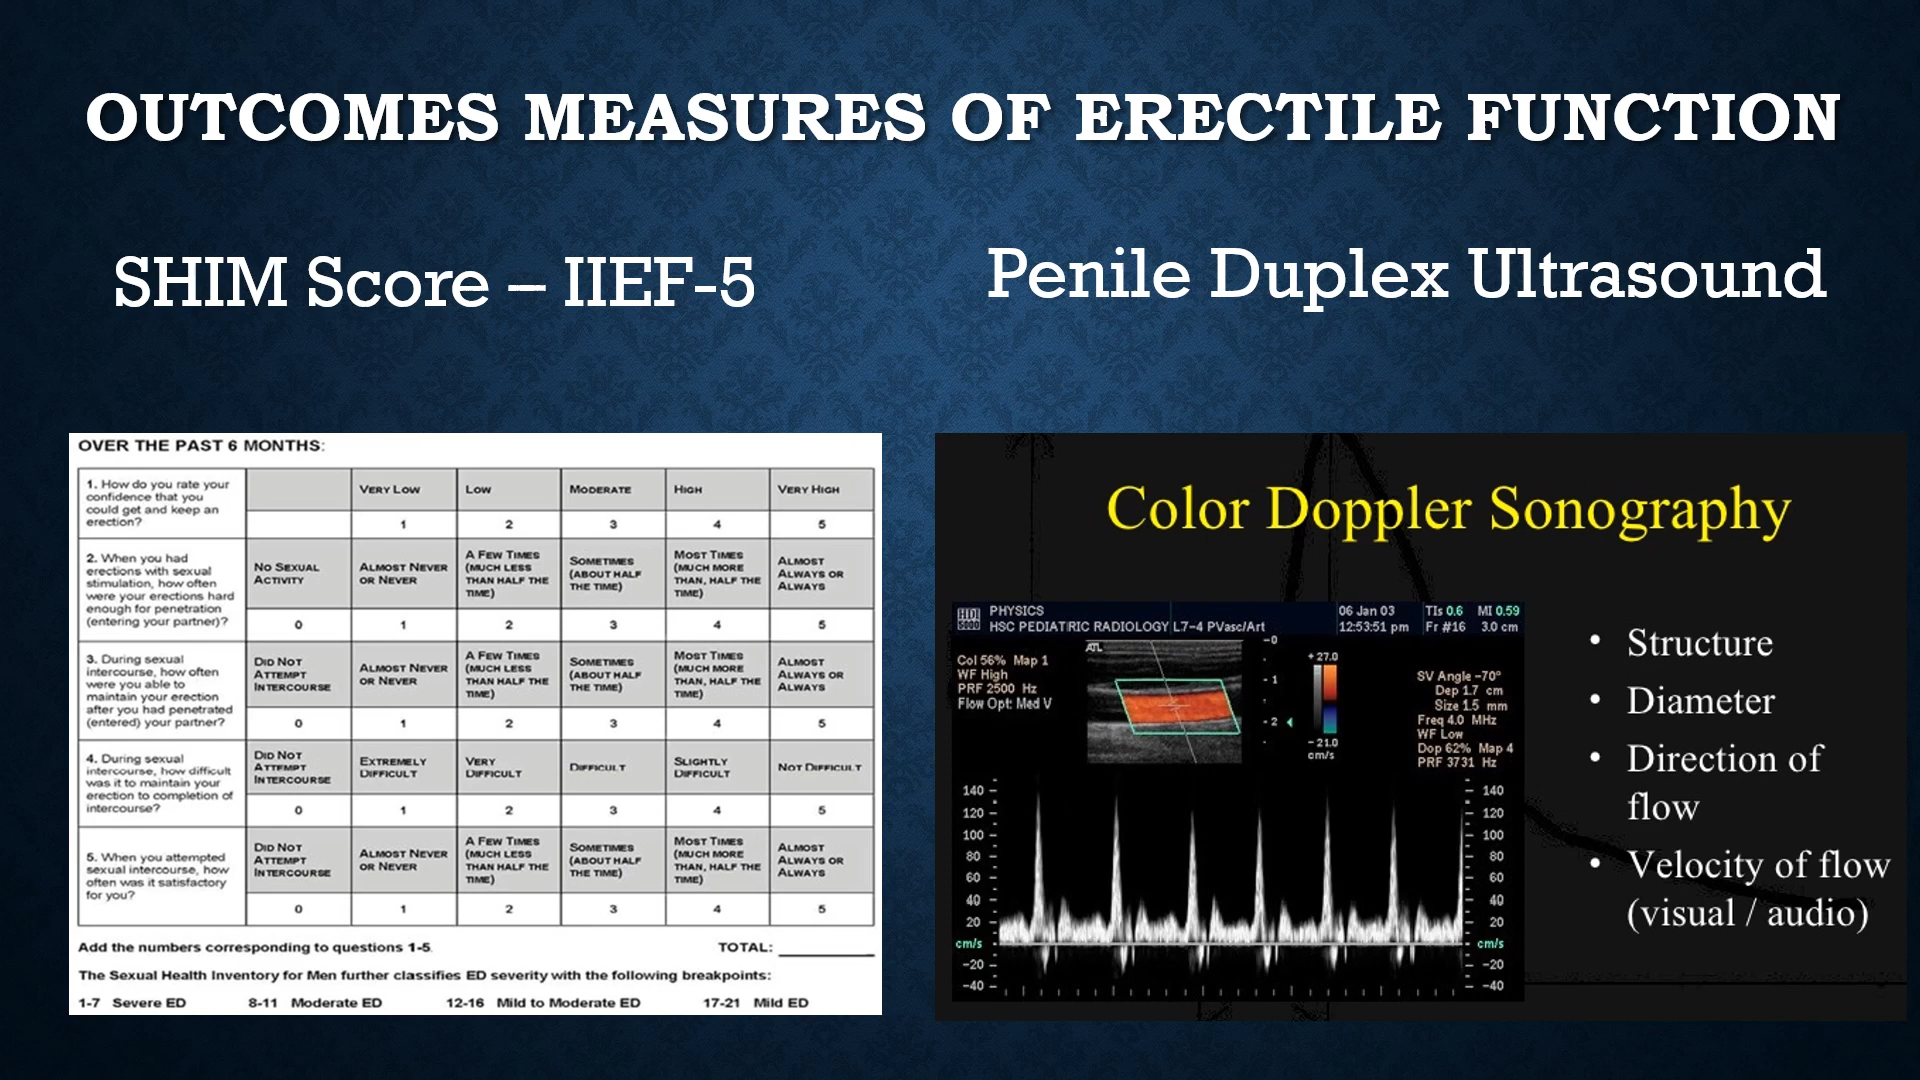 OUTCOMES MEASURES OF ERECTILE FUNCTION
SHIM Score – IIEF-5
Penile Duplex Ultrasound
OVER THE PAST 6 MONTHS:
1. How do you rate your
confidence that you
could get and keep an
erection?
VERY LOW
LOW
MODERATE
HIGH
VERY HIGH
1
2
3
4
5
2. When you had
erections with sexual
stimulation, how often
were your erections hard
enough for penetration
(entering your partner)?
NO SEXUAL
ACTIVITY
ALMOST NEVER
OR NEVER
A FEW TIMES
(MUCH LESS
THAN HALF THE
TIME)
SOMETIMES
(ABOUT HALF
THE TIME)
MOST TIMES
(MUCH MORE
THAN, HALF THE
TIME)
ALMOST
ALWAYS OR
ALWAYS
0
1
2
3
4
5
3. During sexual
intercourse, how often
were you able to
maintain your erection
after you had penetrated
(entered) your partner?
DID NOT
ATTEMPT
INTERCOURSE
ALMOST NEVER
OR NEVER
A FEW TIMES
(MUCH LESS
THAN HALF THE
TIME)
SOMETIMES
(ABOUT HALF
THE TIME)
MOST TIMES
(MUCH MORE
THAN, HALF THE
TIME)
ALMOST
ALWAYS OR
ALWAYS
0
1
2
3
4
5
4. During sexual
intercourse, how difficult
was it to maintain your
erection to completion of
intercourse?
DID NOT
ATTEMPT
INTERCOURSE
EXTREMELY
DIFFICULT
VERY
DIFFICULT
DIFFICULT
SLIGHTLY
DIFFICULT
NOT DIFFICULT
0
1
2
3
4
5
5. When you attempted
sexual intercourse, how
often was it satisfactory
for you?
DID NOT
ATTEMPT
INTERCOURSE
ALMOST NEVER
OR NEVER
A FEW TIMES
(MUCH LESS
THAN HALF THE
TIME)
SOMETIMES
(ABOUT HALF
THE TIME)
MOST TIMES
(MUCH MORE
THAN, HALF THE
TIME)
ALMOST
ALWAYS OR
ALWAYS
0
1
2
3
4
5
Add the numbers corresponding to questions 1-5. TOTAL:
The Sexual Health Inventory for Men further classifies ED severity with the following breakpoints:
1-7 Severe ED 8-11 Moderate ED 12-16 Mild to Moderate ED 17-21 Mild ED
Color Doppler Sonography
HDI
5000
PHYSICS
HSC PEDIATRIC RADIOLOGY L7-4 PVasc/Art
06 Jan 03
12:53:51 pm
TIs 0.6 MI 0.59
Fr #16 3.0 cm
ATL
Col 56% Map 1
WF High
PRF 2500 Hz
Flow Opt: Med V
-0
-1
-2
+27.0
-21.0
cm/s
SV Angle -70°
Dep 1.7 cm
Size 1.5 mm
Freq 4.0 MHz
WF Low
Dop 62% Map 4
PRF 3731 Hz
140
120
100
80
60
40
20
cm/s
-20
-40
140
120
100
80
60
40
20
cm/s
-20
-40
• Structure
• Diameter
• Direction of
flow
• Velocity of flow
(visual / audio)